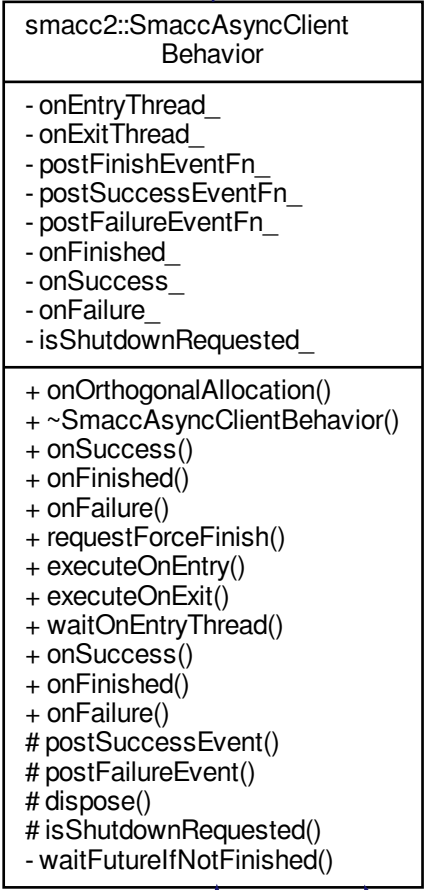 smacc2::SmaccAsyncClient
Behavior
- onEntryThread_
- onExitThread_
- postFinishEventFn_
- postSuccessEventFn_
- postFailureEventFn_
- onFinished_
- onSuccess_
- onFailure_
- isShutdownRequested_
+ onOrthogonalAllocation()
+ ~SmaccAsyncClientBehavior()
+ onSuccess()
+ onFinished()
+ onFailure()
+ requestForceFinish()
+ executeOnEntry()
+ executeOnExit()
+ waitOnEntryThread()
+ onSuccess()
+ onFinished()
+ onFailure()
# postSuccessEvent()
# postFailureEvent()
# dispose()
# isShutdownRequested()
- waitFutureIfNotFinished()